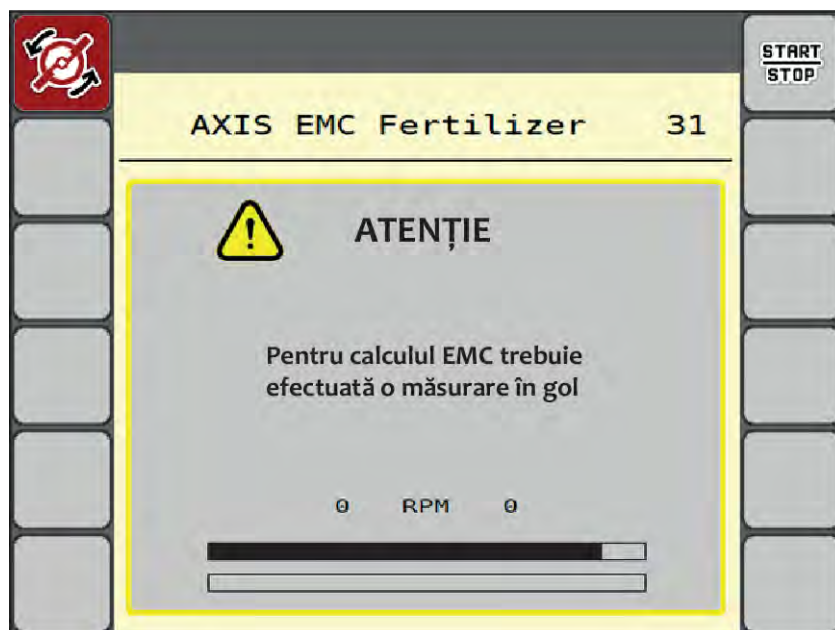 START
STOP
AXIS EMC Fertilizer 31
ATENȚIE
Pentru calculul EMC trebuie
efectuată o măsurare în gol
0 RPM 0